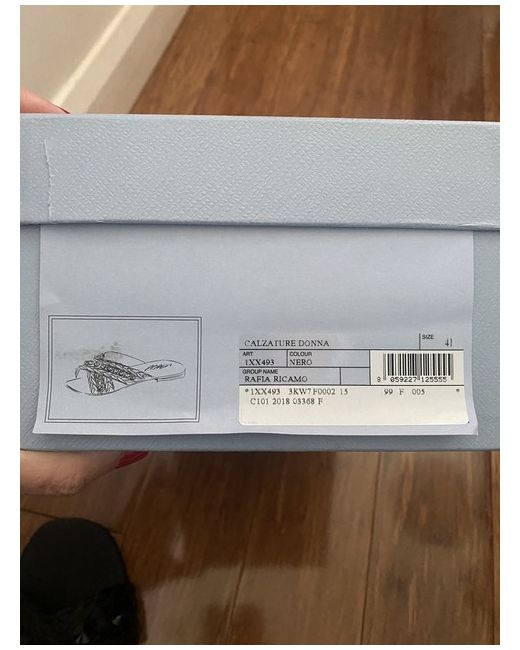 CALZATURE DONNA SIZE 41
ART COLOUR
1XX493 NERO
GROUP NAME
RAFIA RICAMO
8 059227 125555
*1XX493 3KW7 F0002 15 99 F 005 *
C101 2018 03368 F